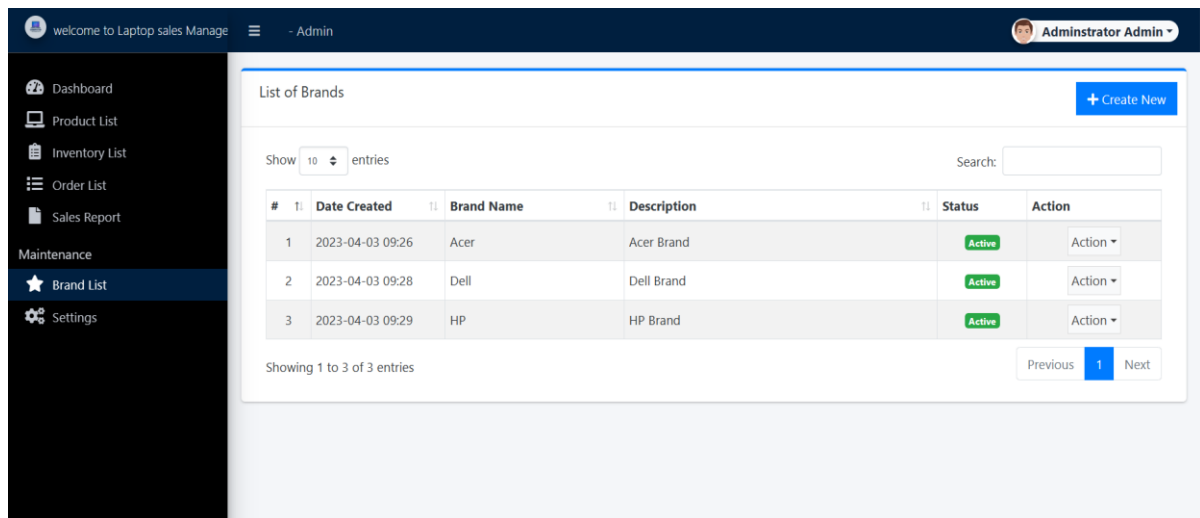 welcome to Laptop sales Manage
- Admin
Adminstrator Admin
Dashboard
Product List
Inventory List
Order List
Sales Report
Maintenance
Brand List
Settings
List of Brands
Create New
Show 10 entries
Search:
# Date Created Brand Name Description Status Action
1 2023-04-03 09:26 Acer Acer Brand Active Action
2 2023-04-03 09:28 Dell Dell Brand Active Action
3 2023-04-03 09:29 HP HP Brand Active Action
Showing 1 to 3 of 3 entries
Previous 1 Next